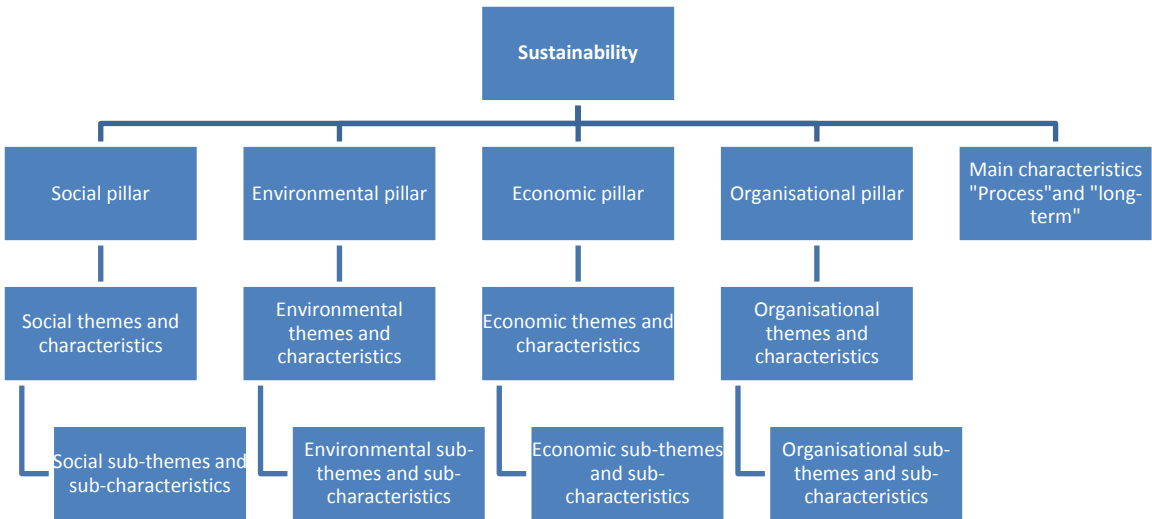 Sustainability
Social pillar
Environmental pillar
Economic pillar
Organisational pillar
Main characteristics
"Process"and "long-
term"
Social themes and
characteristics
Environmental
themes and
characteristics
Economic themes and
characteristics
Organisational
themes and
characteristics
Social sub-themes and
sub-characteristics
Environmental sub-
themes and sub-
characteristics
Economic sub-themes
and sub-
characteristics
Organisational sub-
themes and sub-
characteristics